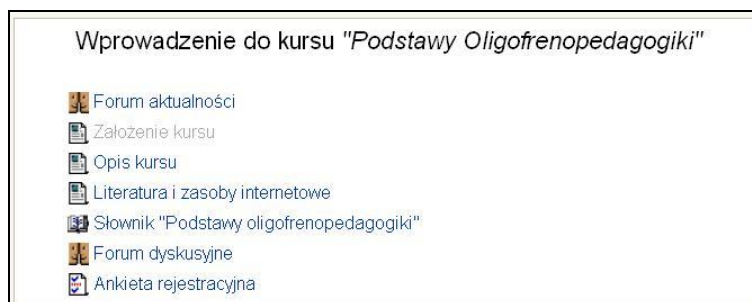 Wprowadzenie do kursu "Podstawy Oligofrenopedagogiki"
Forum aktualności
Założenie kursu
Opis kursu
Literatura i zasoby internetowe
Słownik "Podstawy oligofrenopedagogiki"
Forum dyskusyjne
Ankieta rejestracyjna